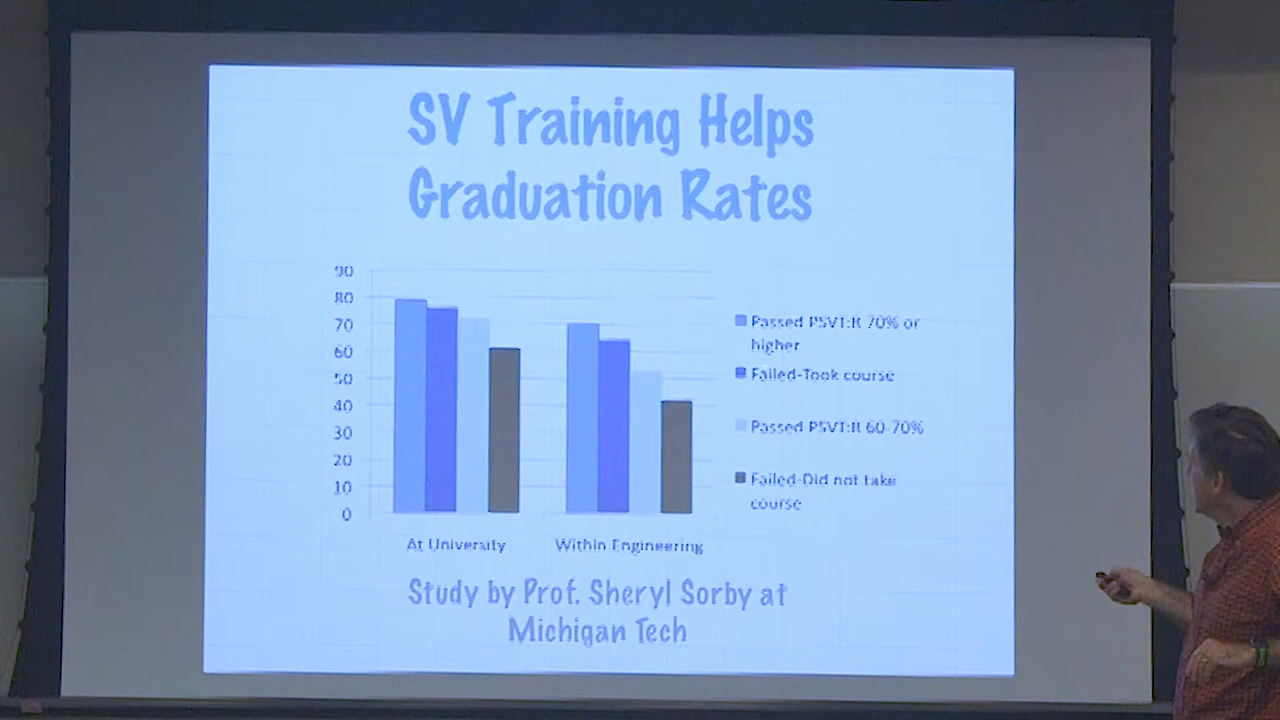 SV Training Helps
Graduation Rates
90
80
70
60
50
40
30
20
10
0
At University
Within Engineering
Passed PSVT:R 70% or
higher
Failed-Took course
Passed PSVT:R 60-70%
Failed-Did not take
course
Study by Prof. Sheryl Sorby at
Michigan Tech